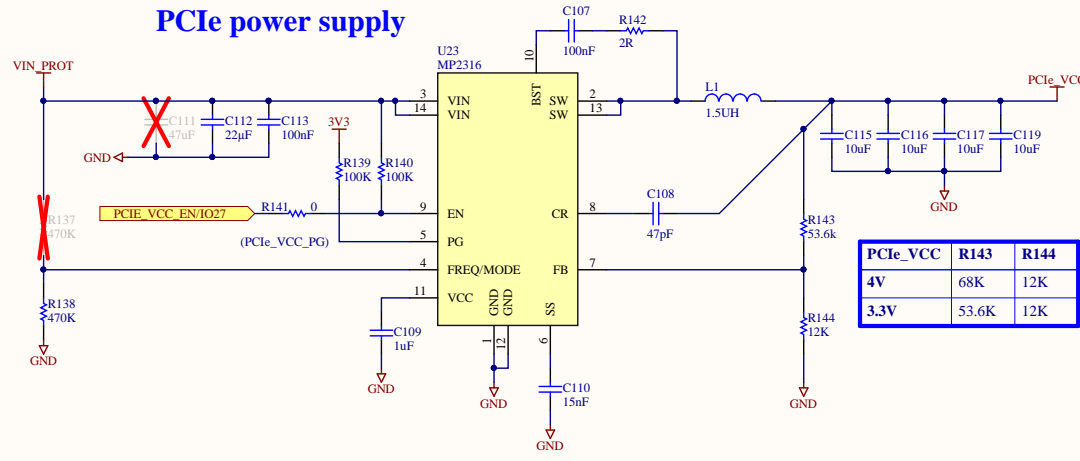 PCIe power supply
VIN_PROT
C111
47uF
C112
22µF
C113
100nF
GND
3V3
R139
100K
R140
100K
R137
470K
PCIE_VCC_EN/IO27
R141 0
(PCIe_VCC_PG)
R138
470K
GND
C109
1uF
GND
U23
MP2316
3 VIN
14 VIN
9 EN
5 PG
4 FREQ/MODE
11 VCC
10 BST
SW 2
SW 13
CR 8
FB 7
GND 1
GND 12
SS 6
GND
C110
15nF
GND
C107
100nF
R142
2R
L1
1.5UH
C108
47pF
R143
53.6k
R144
12K
GND
PCIe_VCC
C115
10uF
C116
10uF
C117
10uF
C119
10uF
GND
PCIe_VCC R143 R144
4V 68K 12K
3.3V 53.6K 12K